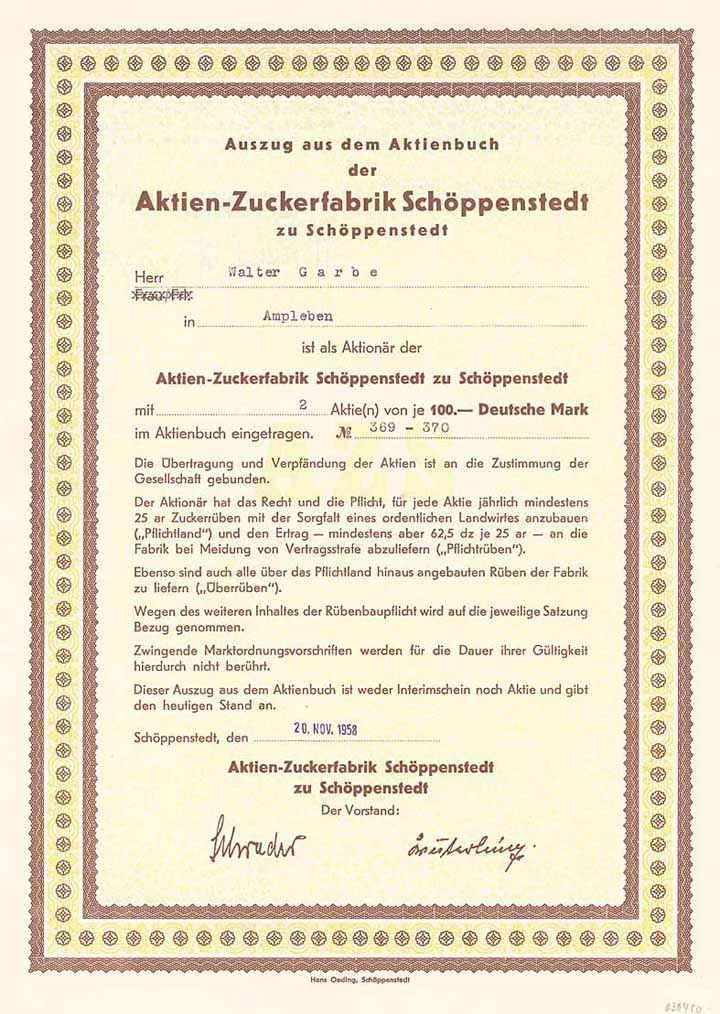 Auszug aus dem Aktienbuch
der
Aktien-Zuckerfabrik Schöppenstedt
zu Schöppenstedt
Herr Walter Garbe
Frau/Frl.
in Ampleben
ist als Aktionär der
Aktien-Zuckerfabrik Schöppenstedt zu Schöppenstedt
mit 2 Aktie(n) von je 100.— Deutsche Mark
im Aktienbuch eingetragen. № 369 - 370
AZS
Die Übertragung und Verpfändung der Aktien ist an die Zustimmung der
Gesellschaft gebunden.
Der Aktionär hat das Recht und die Pflicht, für jede Aktie jährlich mindestens
25 ar Zuckerrüben mit der Sorgfalt eines ordentlichen Landwirtes anzubauen
(„Pflichtland") und den Ertrag — mindestens aber 62,5 dz je 25 ar — an die
Fabrik bei Meidung von Vertragsstrafe abzuliefern („Pflichtrüben").
Ebenso sind auch alle über das Pflichtland hinaus angebauten Rüben der Fabrik
zu liefern („Überrüben").
Wegen des weiteren Inhaltes der Rübenbaupflicht wird auf die jeweilige Satzung
Bezug genommen.
Zwingende Marktordnungsvorschriften werden für die Dauer ihrer Gültigkeit
hierdurch nicht berührt.
Dieser Auszug aus dem Aktienbuch ist weder Interimschein noch Aktie und gibt
den heutigen Stand an.
Schöppenstedt, den 20. NOV. 1958
Aktien-Zuckerfabrik Schöppenstedt
zu Schöppenstedt
Der Vorstand:
Schrader
Hans Oeding, Schöppenstedt